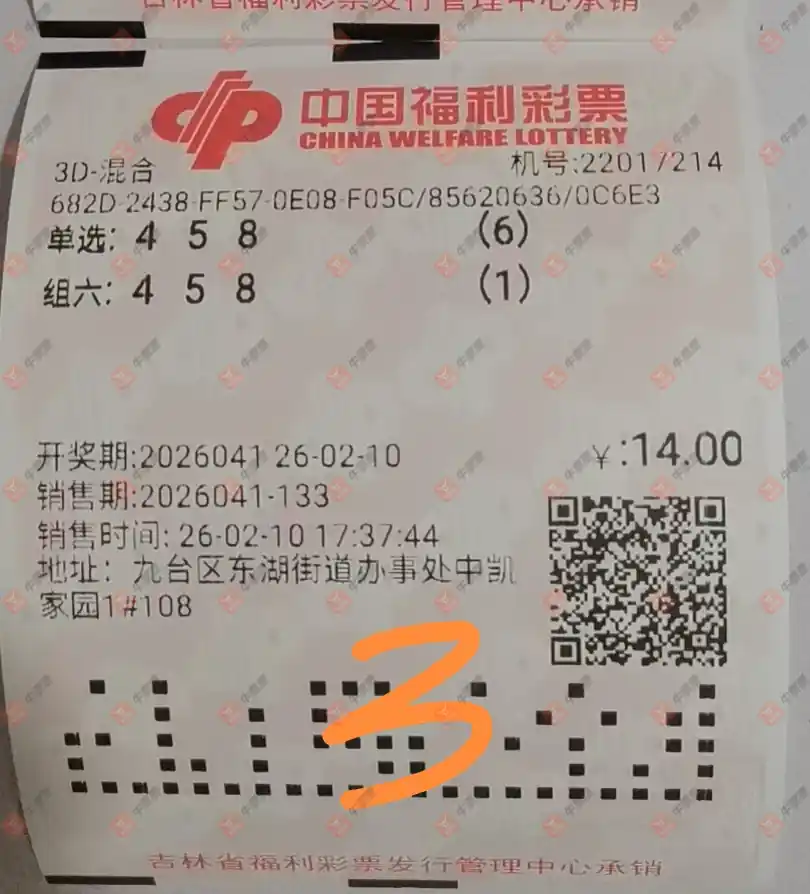 吉林省福利彩票发行管理中心承销
中国福利彩票
CHINA WELFARE LOTTERY
3D-混合 机号:22017214
682D-2438-FF57-0E08-F05C/85620636/0C6E3
单选: 4 5 8 (6)
组六: 4 5 8 (1)
开奖期:2026041 26-02-10 ¥:14.00
销售期:2026041-133
销售时间: 26-02-10 17:37:44
地址: 九台区东湖街道办事处中凯
家园1#108
3
吉林省福利彩票发行管理中心承销